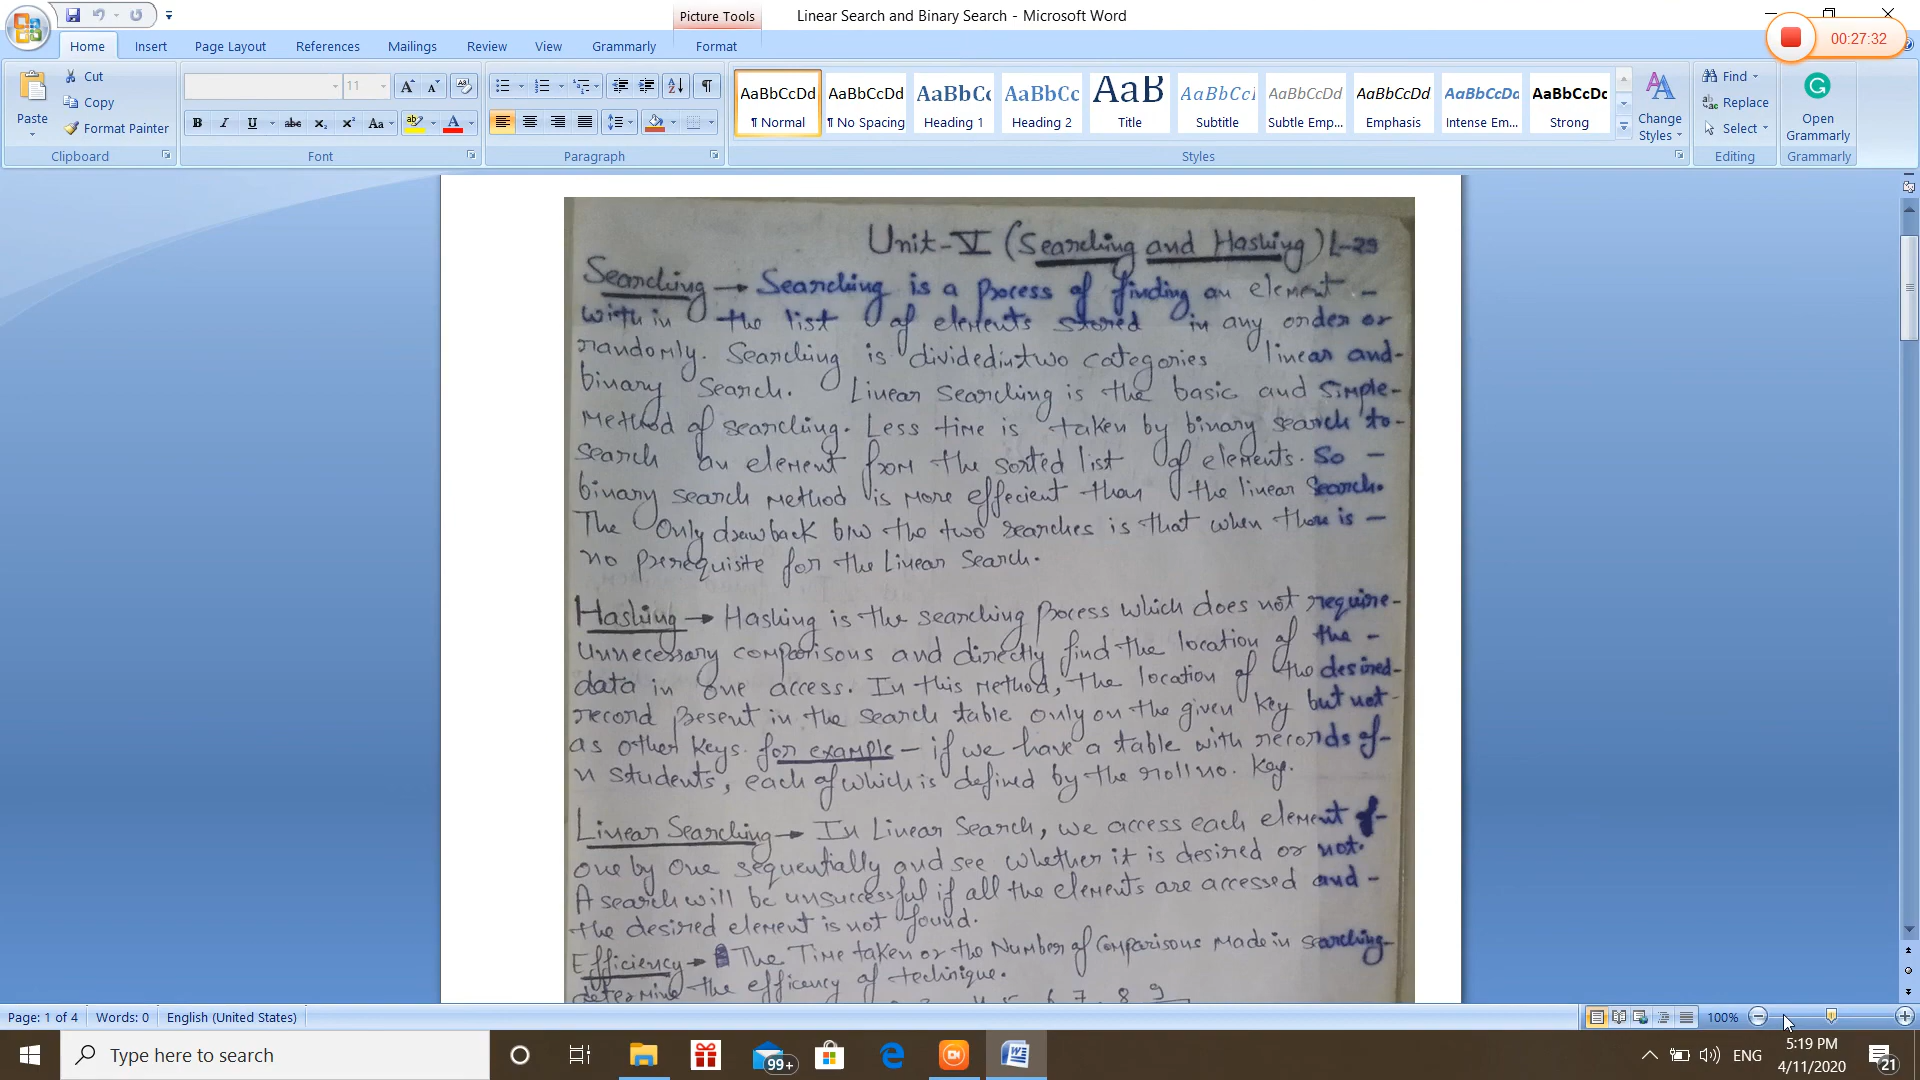 Picture Tools
Linear Search and Binary Search - Microsoft Word
00:27:32
Home Insert Page Layout References Mailings Review View Grammarly Format
Paste
Cut
Copy
Format Painter
Clipboard
11
Font
Paragraph
AaBbCcDd AaBbCcDd AaBbCc AaBbCc AaB AaBbCcI AaBbCcDd AaBbCcDd AaBbCcDd AaBbCcDc
¶ Normal ¶ No Spacing Heading 1 Heading 2 Title Subtitle Subtle Emp... Emphasis Intense Em... Strong
Change Styles
Styles
Find
Replace
Select
Editing
Open Grammarly
Grammarly
Unit-V (Searching and Hashing) L-29
Searching → Searching is a process of finding an element -
with in the list of elements stored in any order or
randomly. Searching is divided in two categories linear and-
binary search. Linear searching is the basic and simple-
method of searching. Less time is taken by binary search to-
search an element from the sorted list of elements. So -
binary search method is more effecient than the linear search.
The only drawback b/w the two searches is that when there is -
no prerequisite for the Linear Search.
Hashing → Hashing is the searching process which does not require-
unnecessary comparisons and directly find the location of the -
data in one access. In this method, the location of the desired-
record present in the search table only on the given key but not-
as other keys. for example - if we have a table with records of-
n students, each of which is defined by the roll no. key.
Linear Searching → In Linear Search, we access each element
one by one sequentially and see whether it is desired or not.
A search will be unsuccessful if all the elements are accessed and -
the desired element is not found.
Efficiency → The Time taken or the Number of comparisons made in searching-
determine the efficency of technique.
6 7 8 9
Page: 1 of 4 Words: 0 English (United States) 100%
Type here to search
99+
ENG
5:19 PM
4/11/2020
21